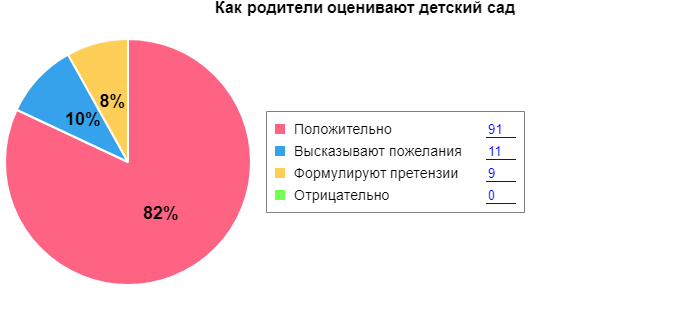 Как родители оценивают детский сад
8%
10%
82%
Положительно 91
Высказывают пожелания 11
Формулируют претензии 9
Отрицательно 0